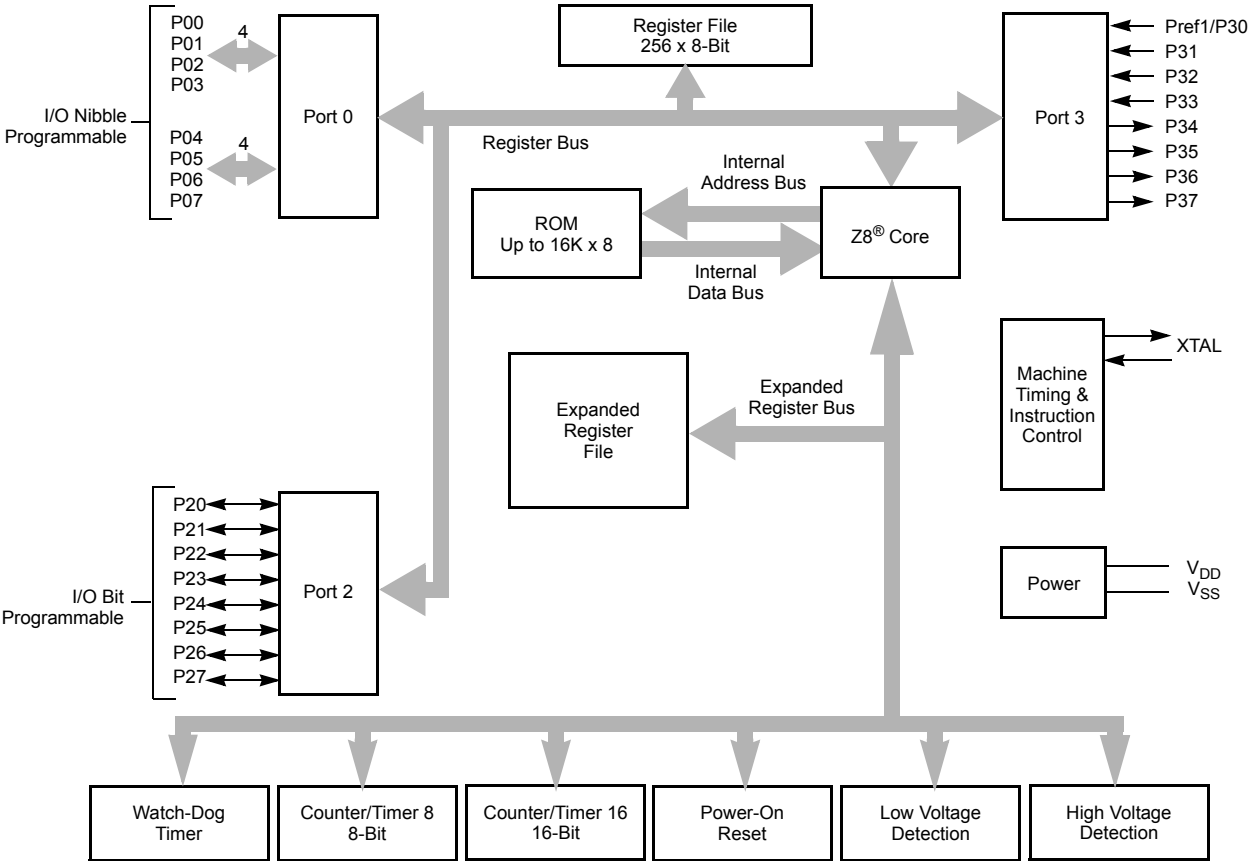 P00
P01
P02
P03
4
I/O Nibble
Programmable
P04
P05
P06
P07
4
Port 0
Register File
256 x 8-Bit
Register Bus
Port 3
Pref1/P30
P31
P32
P33
P34
P35
P36
P37
Internal
Address Bus
ROM
Up to 16K x 8
Z8® Core
Internal
Data Bus
Expanded
Register
File
Expanded
Register Bus
Machine
Timing &
Instruction
Control
XTAL
Power
VDD
VSS
I/O Bit
Programmable
P20
P21
P22
P23
P24
P25
P26
P27
Port 2
Watch-Dog
Timer
Counter/Timer 8
8-Bit
Counter/Timer 16
16-Bit
Power-On
Reset
Low Voltage
Detection
High Voltage
Detection